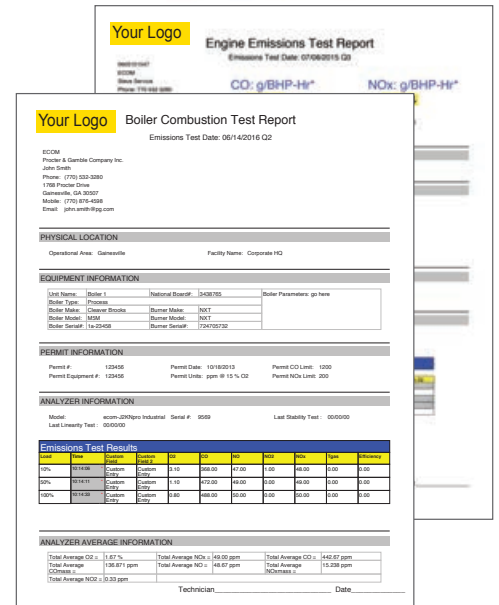 Your Logo
Engine Emissions Test Report
Emissions Test Date: 07/08/2015 Q3
ECOM
Steve Service
CO: g/BHP-Hr*
NOx: g/BHP-Hr*
Your Logo
Boiler Combustion Test Report
Emissions Test Date: 06/14/2016 Q2
ECOM
Procter & Gamble Company Inc.
John Smith
Phone: (770) 532-3280
1768 Procter Drive
Gainesville, GA 30507
Mobile: (770) 876-4598
Email: john.smith@pg.com
PHYSICAL LOCATION
Operational Area: Gainesville Facility Name: Corporate HQ
EQUIPMENT INFORMATION
Unit Name: Boiler 1 National Board#: 3438765 Boiler Parameters: go here
Boiler Type: Process
Boiler Make: Cleaver Brooks Burner Make: NXT
Boiler Model: M5M Burner Model: NXT
Boiler Serial#: 1a-23458 Burner Serial#: 724705732
PERMIT INFORMATION
Permit #: 123456 Permit Date: 10/18/2013 Permit CO Limit: 1200
Permit Equipment #: 123456 Permit Units: ppm @ 15 % O2 Permit NOx Limit: 200
ANALYZER INFORMATION
Model: ecom-J2KNpro Industrial Serial #: 9569 Last Stability Test : 00/00/00
Last Linearity Test : 00/00/00
Emissions Test Results
Load Time Custom Field Custom Field 2 O2 CO NO NO2 NOx Tgas Efficiency
10% 10:14:06 Custom Entry Custom Entry 3.10 368.00 47.00 1.00 48.00 0.00 0.00
50% 10:14:11 Custom Entry Custom Entry 1.10 472.00 49.00 0.00 49.00 0.00 0.00
100% Custom Entry Custom Entry 0.80 488.00 50.00 0.00 50.00 0.00 0.00
ANALYZER AVERAGE INFORMATION
Total Average O2 = 1.67 % Total Average NOx = 49.00 ppm Total Average CO = 442.67 ppm
Total Average COmass = 136.871 ppm Total Average NO = 48.67 ppm Total Average NOxmass = 15.238 ppm
Total Average NO2 = 0.33 ppm
Technician Date